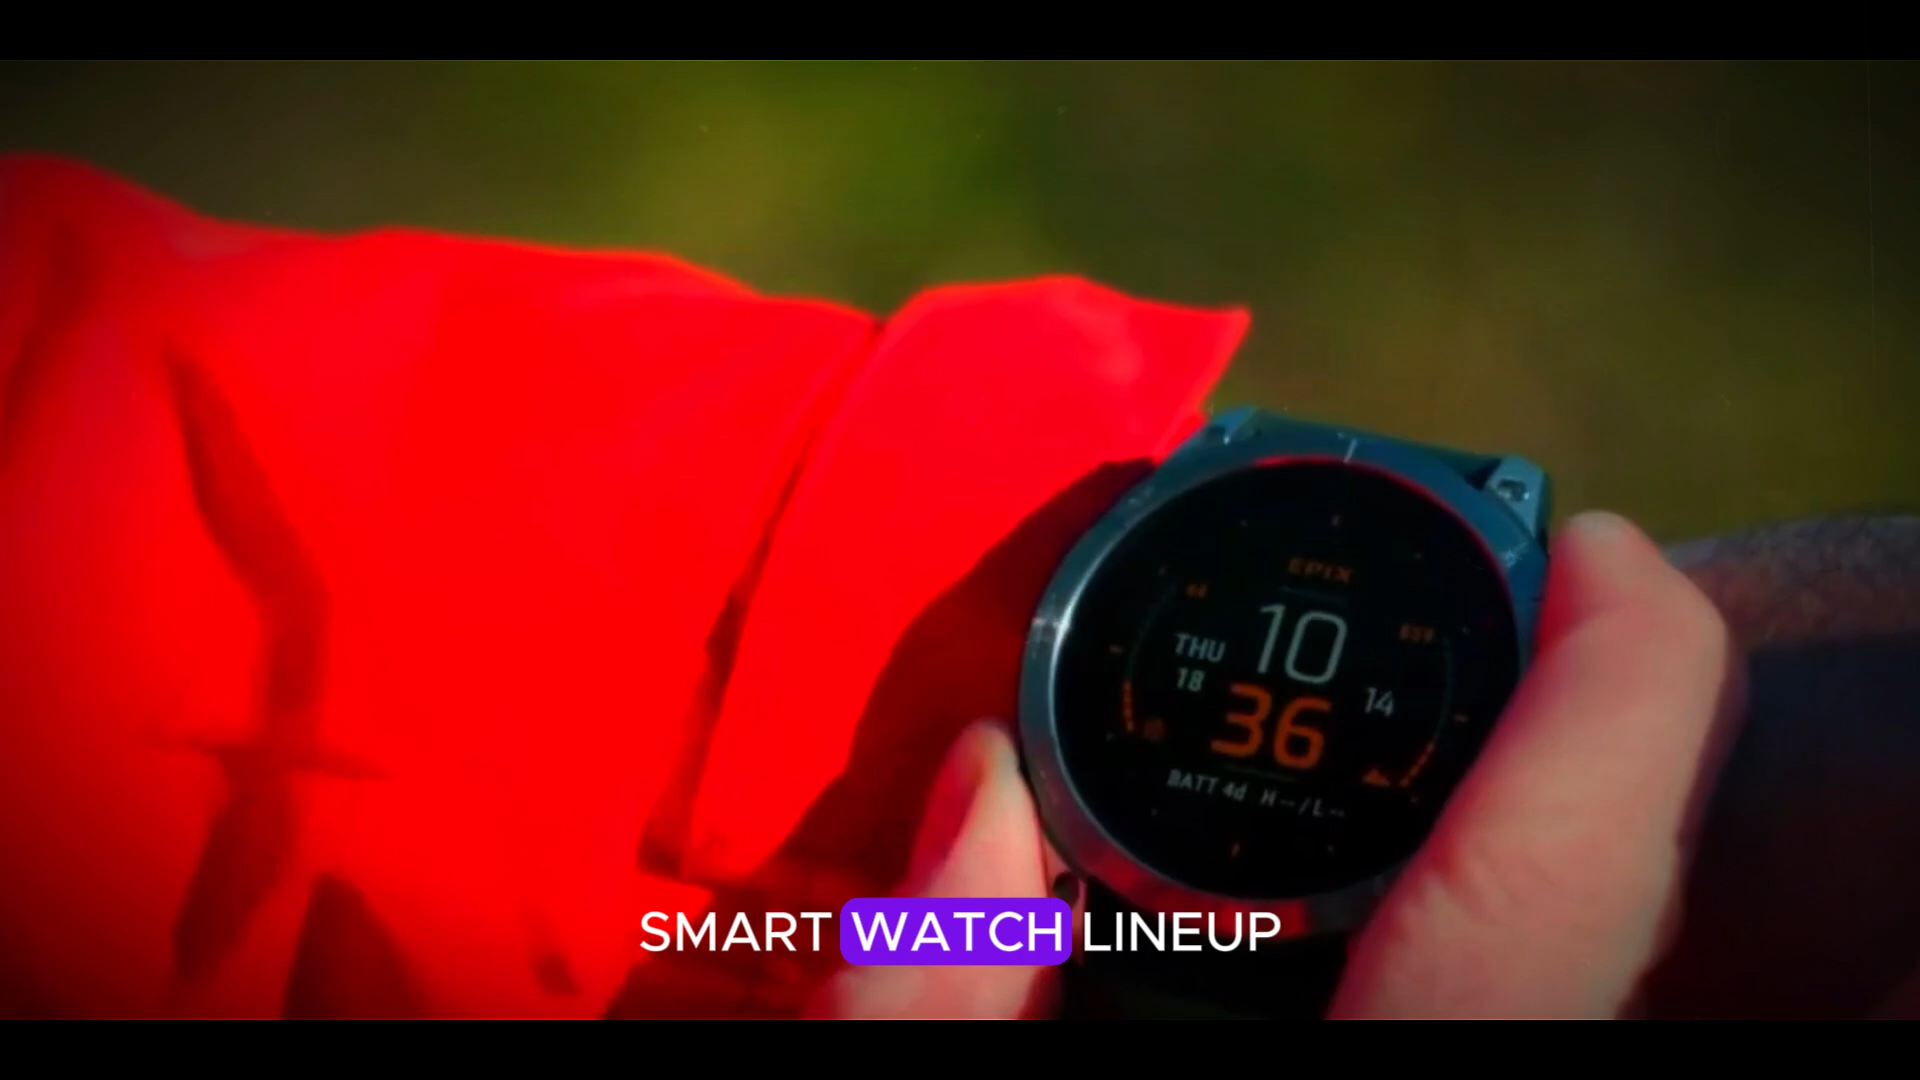 EPIX
10
THU
18
14
36
BATT 4d H -- / L --
SMART WATCH LINEUP